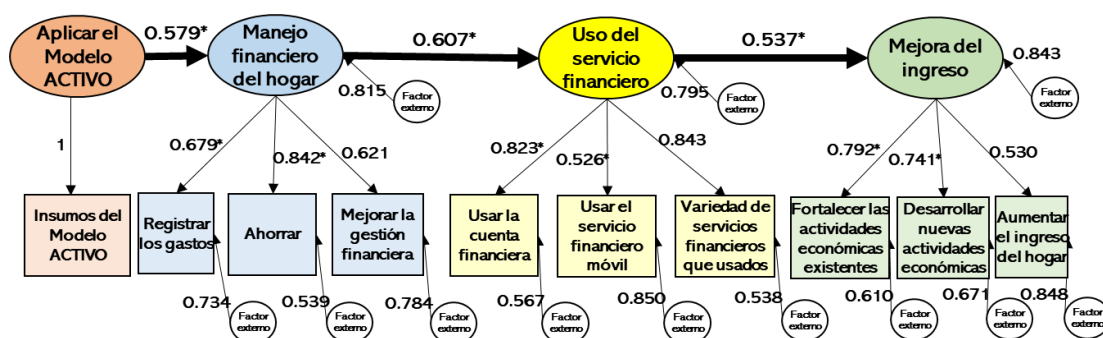 Aplicar el
Modelo
ACTIVO
0.579*
Manejo
financiero
del hogar
0.607*
Uso del
servicio
financiero
0.537*
Mejora del
ingreso
0.843
0.815
Factor
externo
0.795
Factor
externo
Factor
externo
1
0.679*
0.842*
0.621
0.823*
0.526*
0.843
0.792*
0.741*
0.530
Insumos del
Modelo
ACTIVO
Registrar
los gastos
Ahorrar
Mejorar la
gestión
financiera
Usar la
cuenta
financiera
Usar el
servicio
financiero
móvil
Variedad de
servicios
financieros
que usados
Fortalecer las
actividades
económicas
existentes
Desarrollar
nuevas
actividades
económicas
Aumentar
el ingreso
del hogar
0.734
Factor
externo
0.539
Factor
externo
0.784
Factor
externo
0.567
Factor
externo
0.850
Factor
externo
0.538
Factor
externo
0.610
Factor
externo
0.671
Factor
externo
0.848
Factor
externo